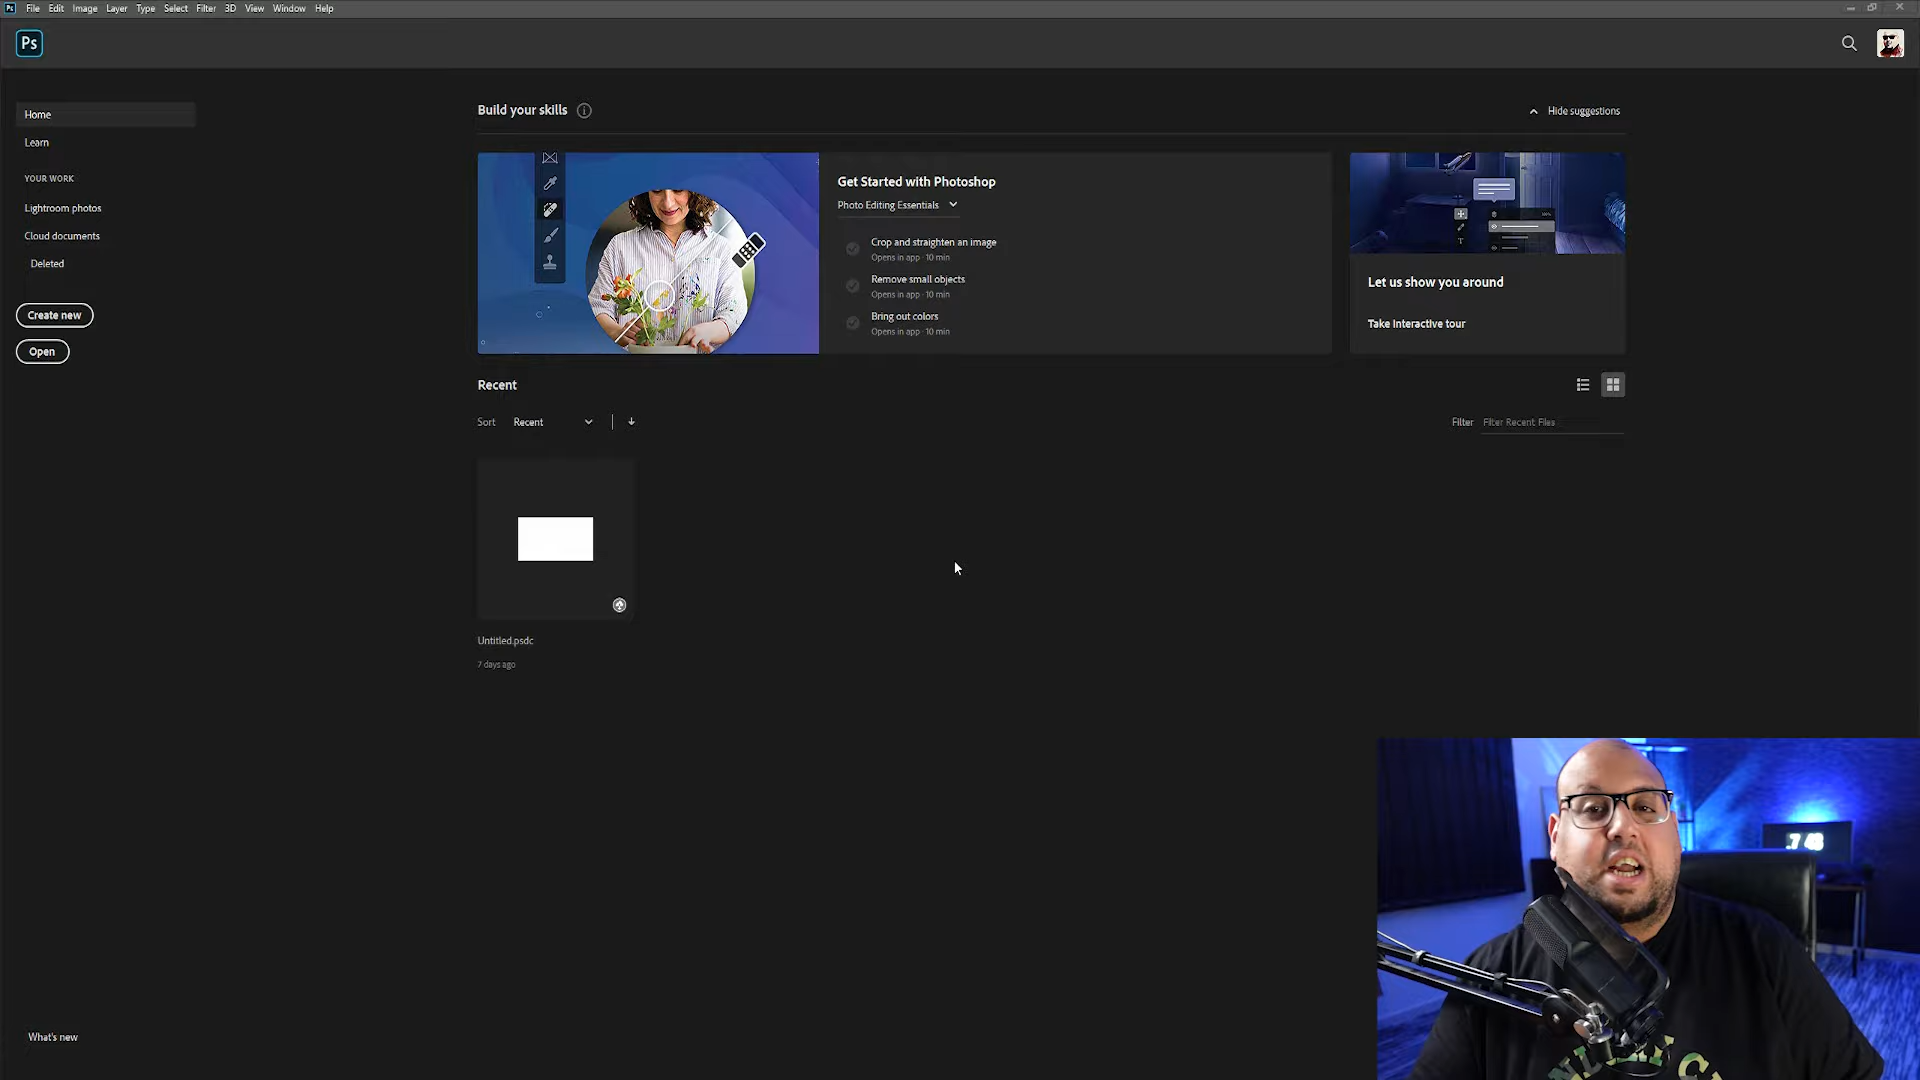 Ps File Edit Image Layer Type Select Filter 3D View Window Help
Ps
Home
Learn
YOUR WORK
Lightroom photos
Cloud documents
Deleted
Create new
Open
Build your skills
Hide suggestions
Get Started with Photoshop
Photo Editing Essentials
Crop and straighten an image
Opens in app · 10 min
Remove small objects
Opens in app · 10 min
Bring out colors
Opens in app · 10 min
Let us show you around
Take interactive tour
Recent
Sort Recent
Filter Filter Recent Files
Untitled.psdc
7 days ago
What's new